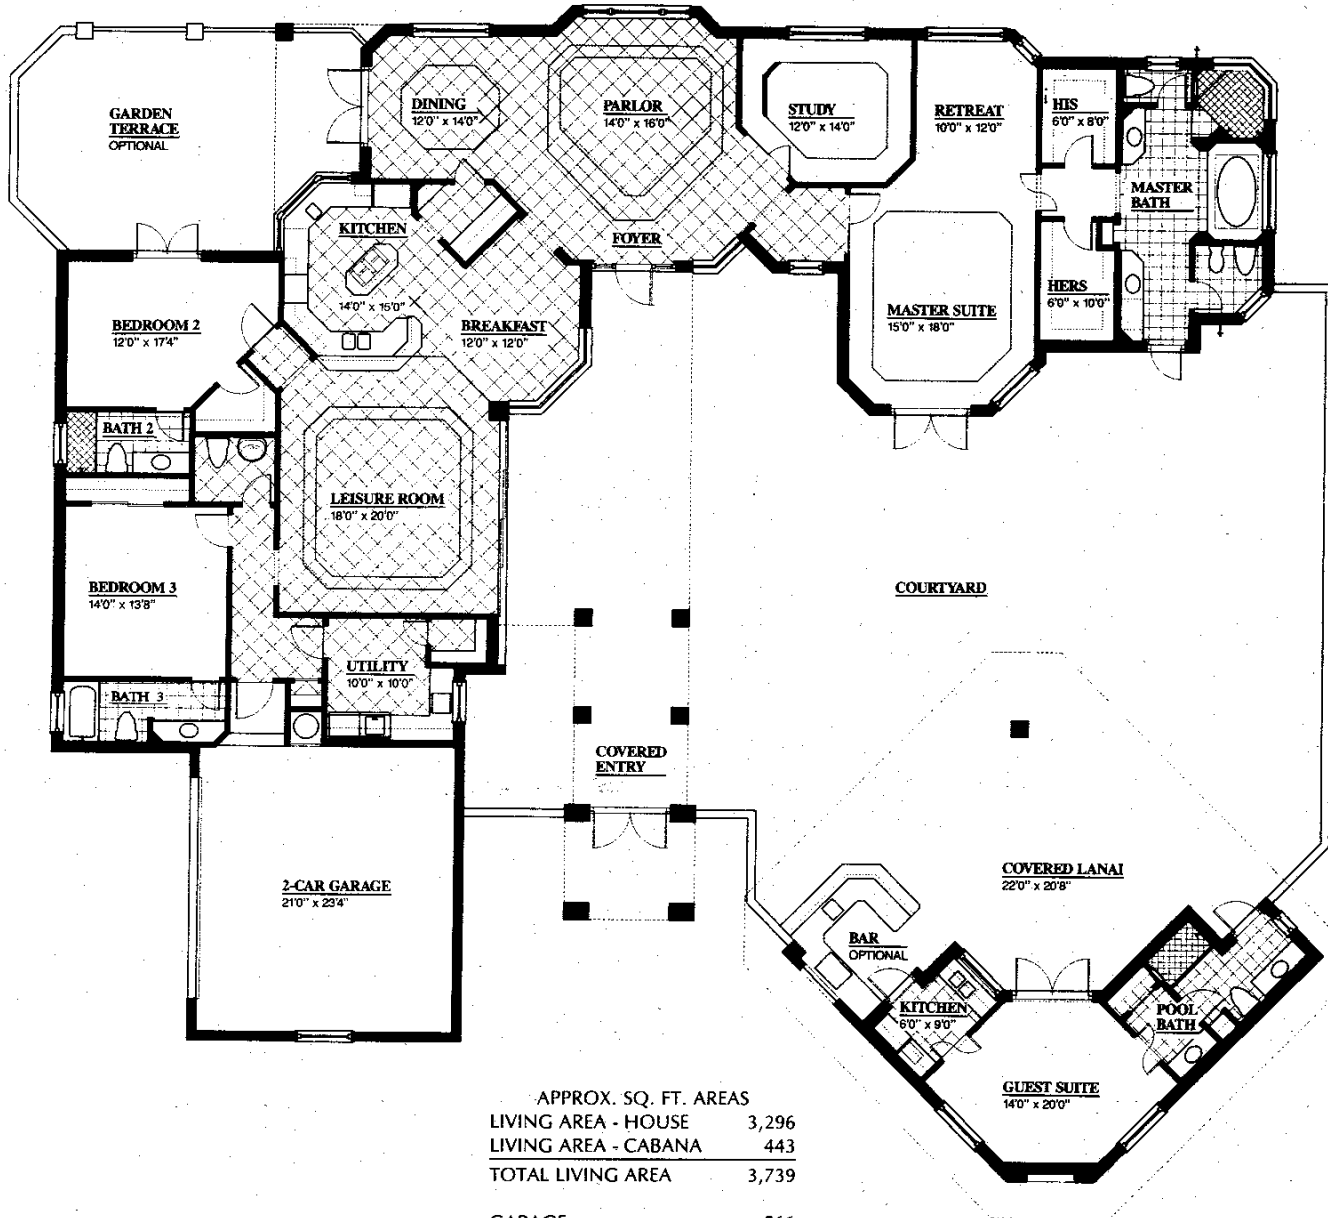 GARDEN
TERRACE
OPTIONAL
DINING
12'0" x 14'0"
PARLOR
14'0" x 16'0"
STUDY
12'0" x 14'0"
RETREAT
10'0" x 12'0"
HIS
6'0" x 8'0"
MASTER
BATH
KITCHEN
14'0" x 15'0"
FOYER
HERS
6'0" x 10'0"
MASTER SUITE
15'0" x 18'0"
BEDROOM 2
12'0" x 17'4"
BREAKFAST
12'0" x 12'0"
BATH 2
LEISURE ROOM
18'0" x 20'0"
BEDROOM 3
14'0" x 13'8"
COURTYARD
UTILITY
10'0" x 10'0"
BATH 3
COVERED
ENTRY
2-CAR GARAGE
21'0" x 23'4"
COVERED LANAI
22'0" x 20'8"
BAR
OPTIONAL
KITCHEN
6'0" x 9'0"
POOL
BATH
GUEST SUITE
14'0" x 20'0"
APPROX. SQ. FT. AREAS
LIVING AREA - HOUSE 3,296
LIVING AREA - CABANA 443
TOTAL LIVING AREA 3,739
GARAGE